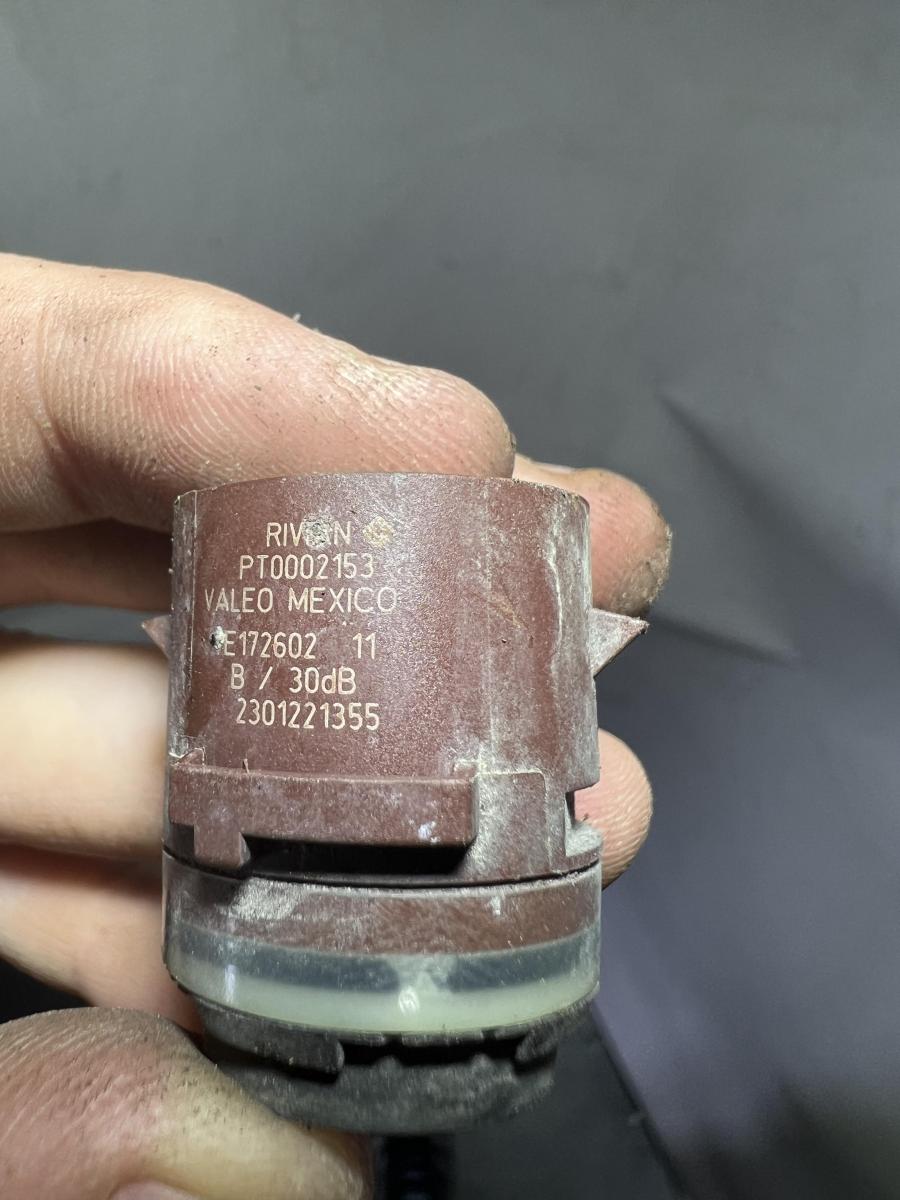 RIVIAN
PT0002153
VALEO MEXICO
E172602 11
B / 30dB
2301221355